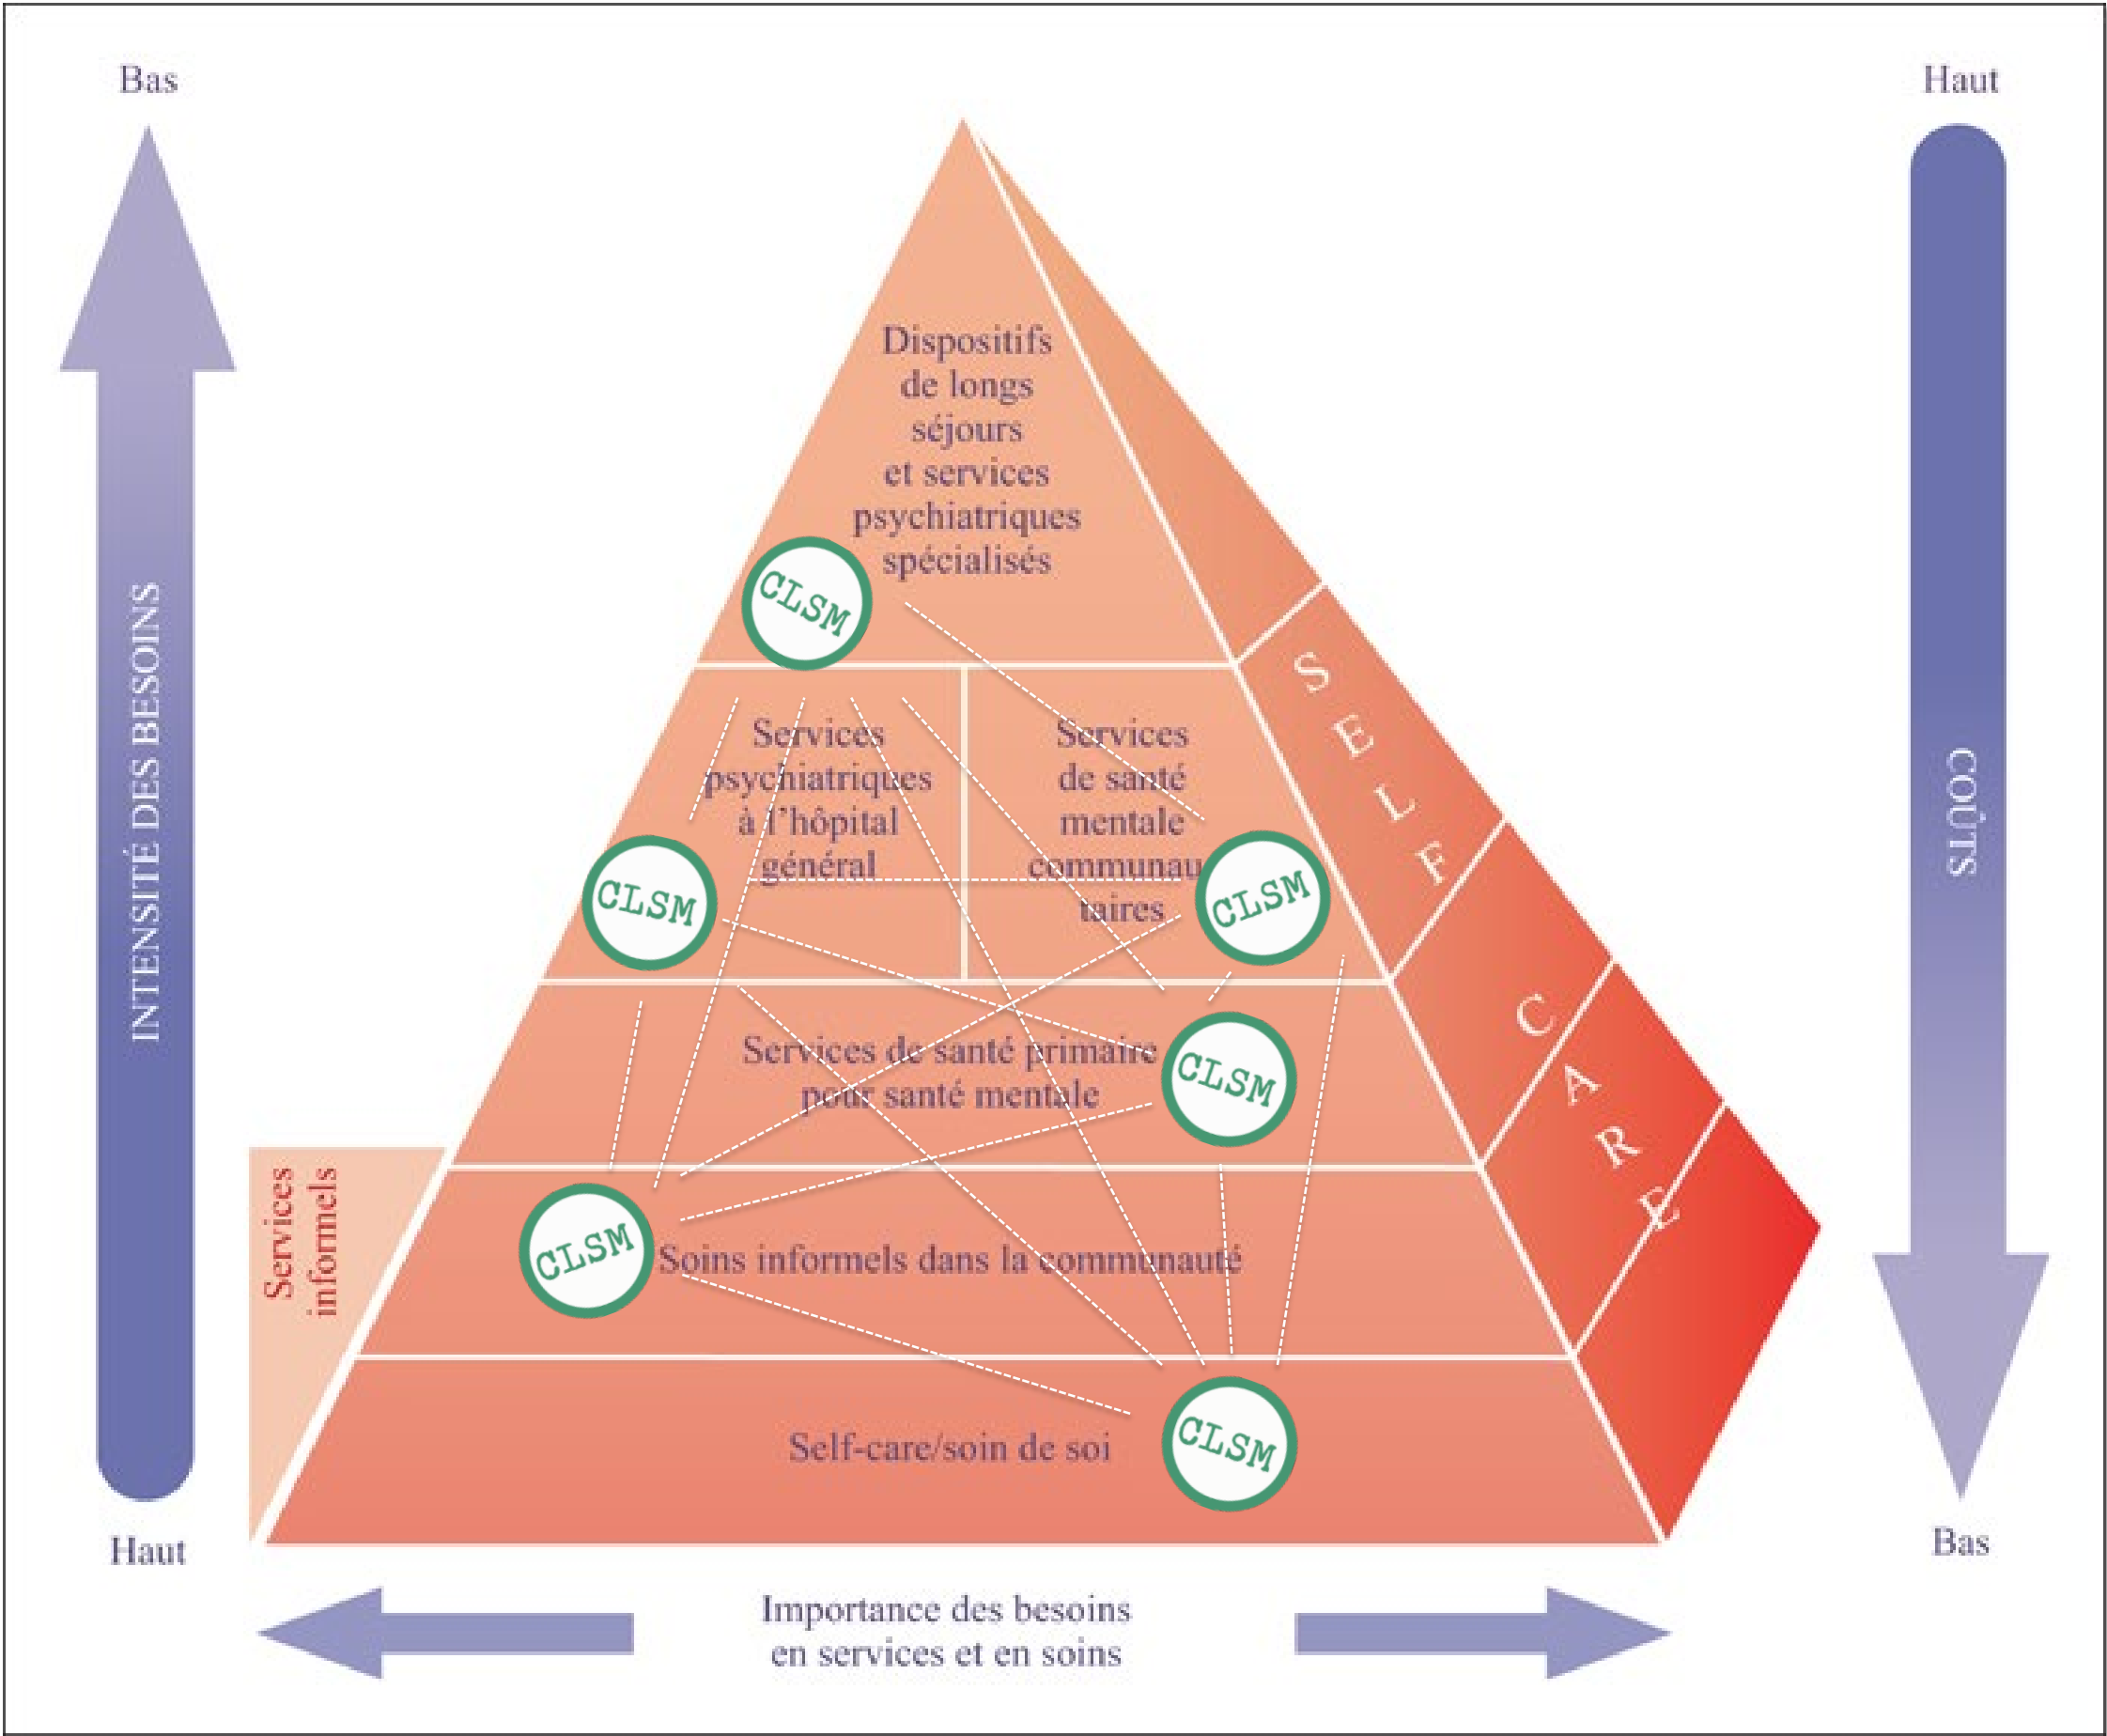 Bas
Haut
INTENSITÉ DES BESOINS
COÛTS
Dispositifs
de longs
séjours
et services
psychiatriques
spécialisés
CLSM
S
E
L
F
Services
psychiatriques
à l'hôpital
général
Services
de santé
mentale
communau
taires
CLSM
CLSM
C
A
R
E
Services de santé primaire
pour santé mentale
CLSM
Services
informels
CLSM
Soins informels dans la communauté
Self-care/soin de soi
CLSM
Haut
Bas
Importance des besoins
en services et en soins